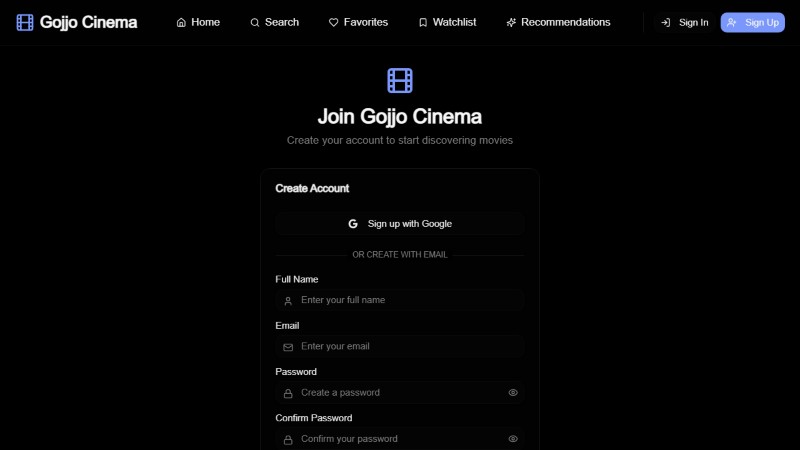 Gojjo Cinema Home Search Favorites Watchlist Recommendations Sign In Sign Up
Join Gojjo Cinema
Create your account to start discovering movies
Create Account
Sign up with Google
OR CREATE WITH EMAIL
Full Name
Enter your full name
Email
Enter your email
Password
Create a password
Confirm Password
Confirm your password